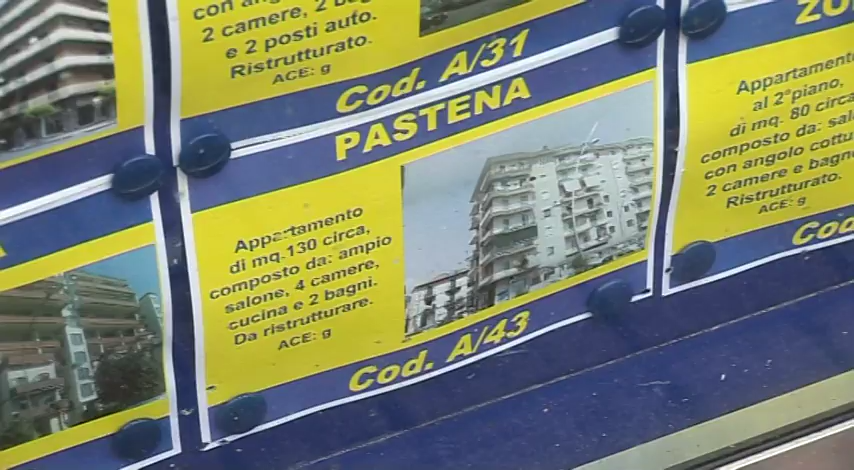 2 camere, 2
e 2 posti auto.
Ristrutturato.
ACE: g
Cod. A/31
PASTENA
Appartamento
di mq.130 circa,
composto da: ampio
salone, 4 camere,
cucina e 2 bagni.
Da ristrutturare.
ACE: g
Cod. A/43
Appartamento
al 2°piano,
di mq. 80 circa
composto da:
con angolo
2 camere e bagno
Ristrutturato.
ACE: g
Cod.